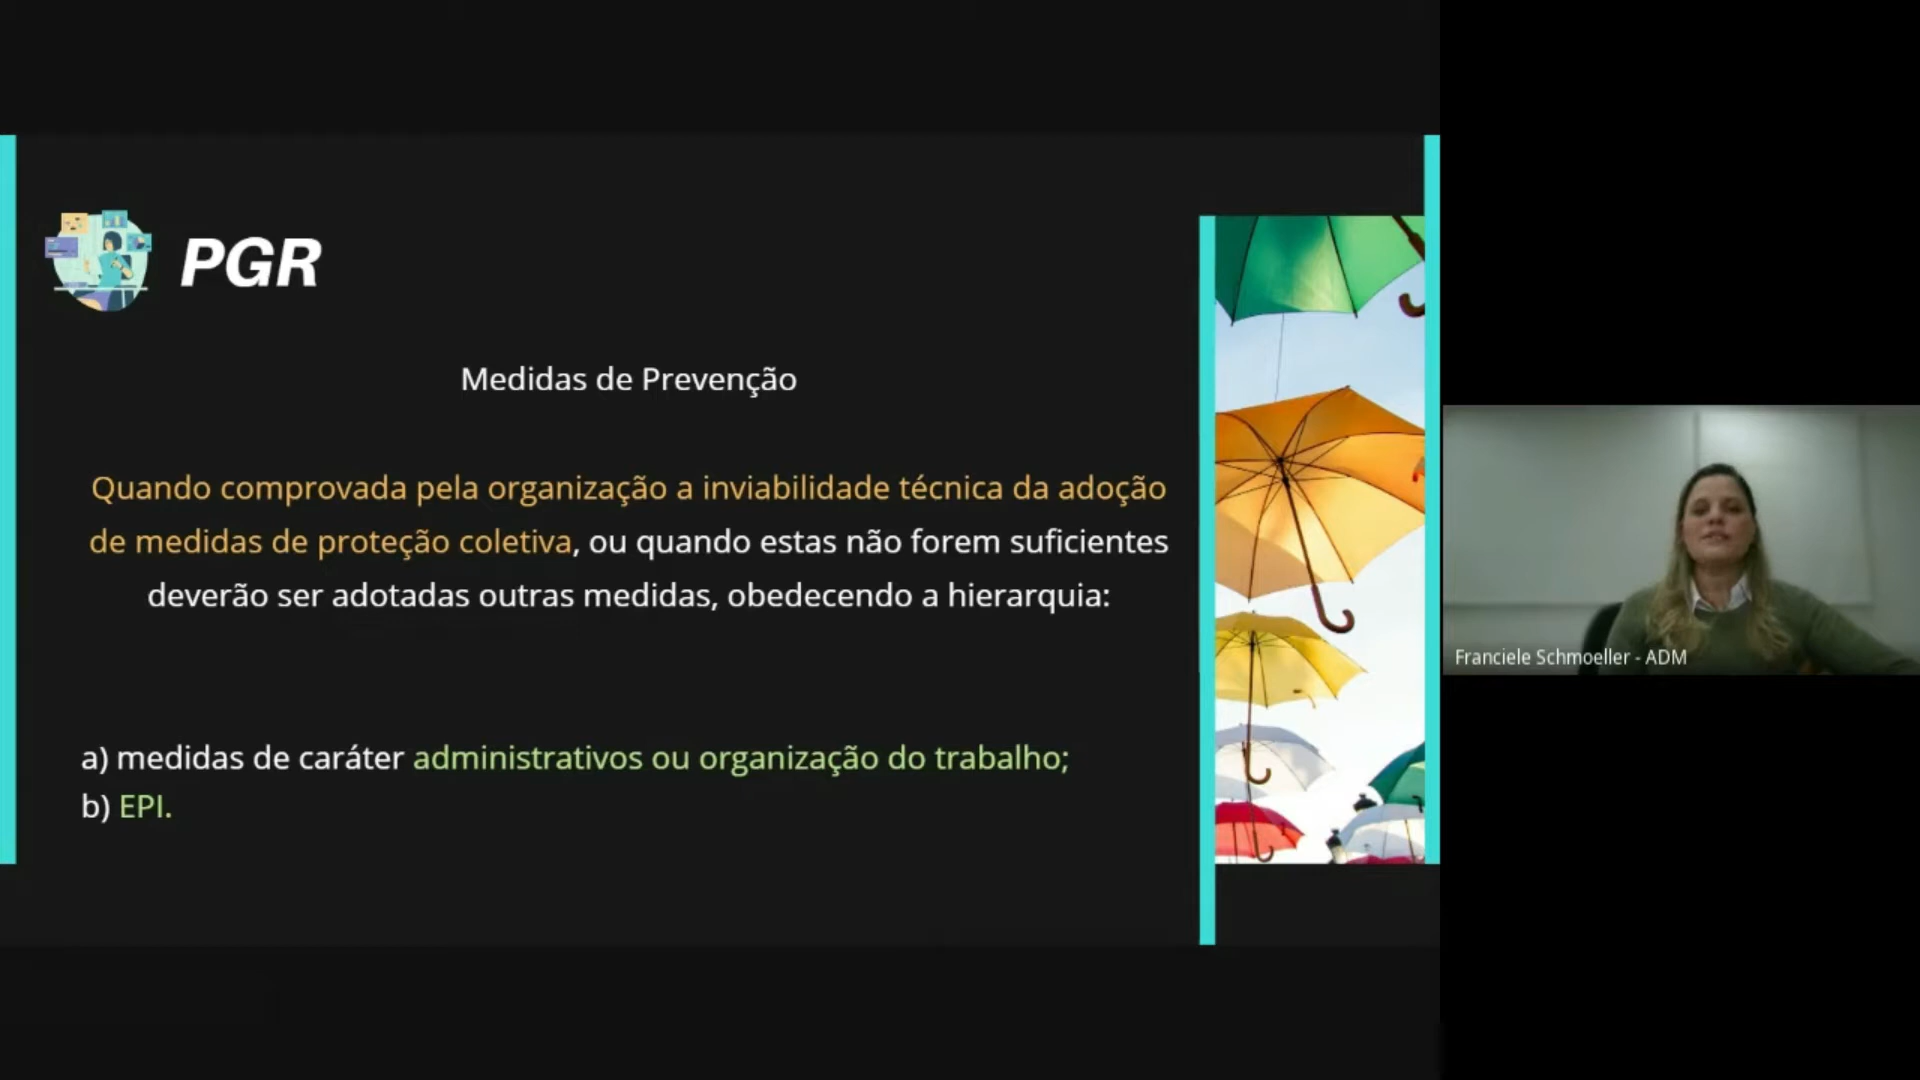 PGR
Medidas de Prevenção
Quando comprovada pela organização a inviabilidade técnica da adoção
de medidas de proteção coletiva, ou quando estas não forem suficientes
deverão ser adotadas outras medidas, obedecendo a hierarquia:
a) medidas de caráter administrativos ou organização do trabalho;
b) EPI.
Franciele Schmoeller - ADM